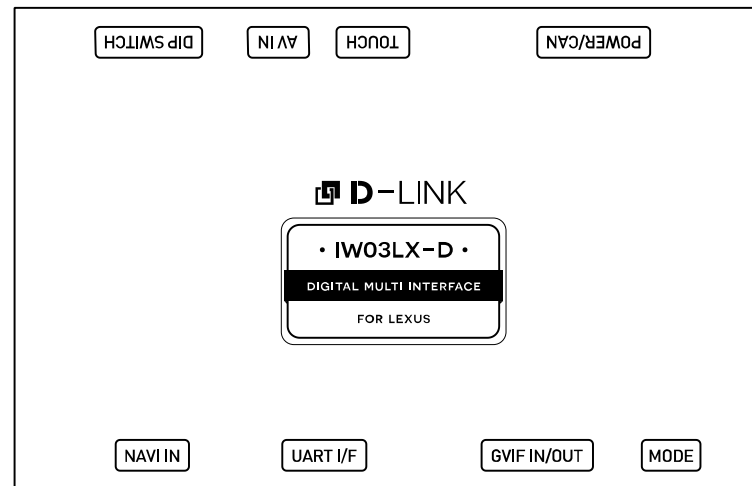 DIP SWITCH
AV IN
TOUCH
POWER/CAN
D-LINK
· IW03LX-D ·
DIGITAL MULTI INTERFACE
FOR LEXUS
NAVI IN
UART I/F
GVIF IN/OUT
MODE